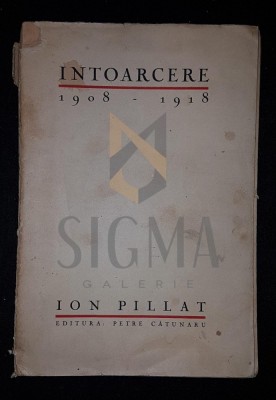 INTOARCERE
1908 - 1918
SIGMA
GALERIE
ION PILLAT
EDITURA: PETRE CĂTUNARU